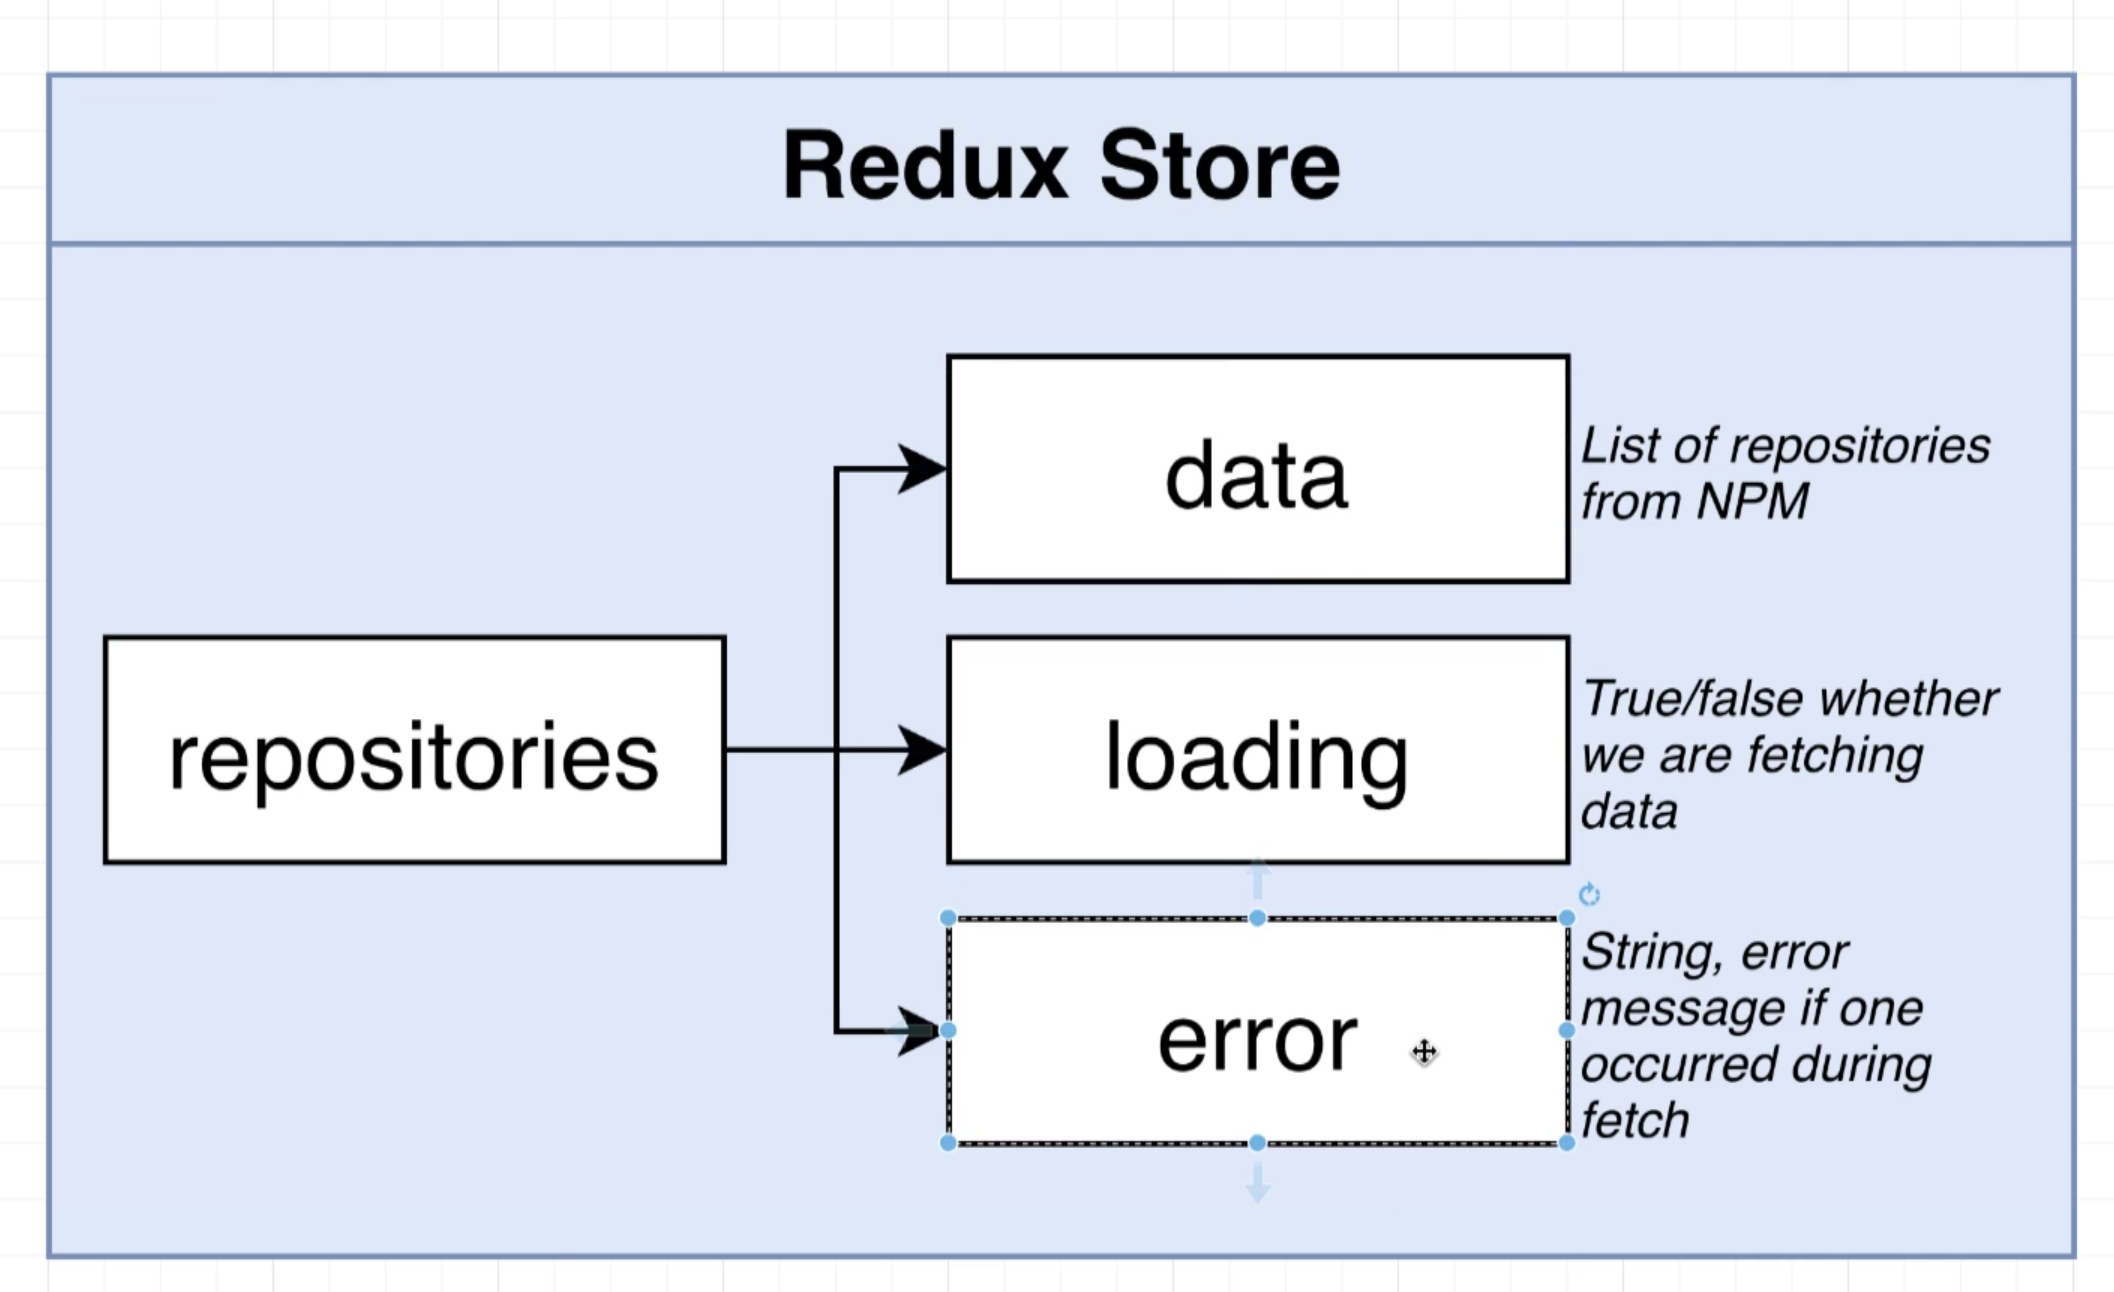 Redux Store
data
List of repositories
from NPM
repositories
loading
True/false whether
we are fetching
data
error
String, error
message if one
occurred during
fetch